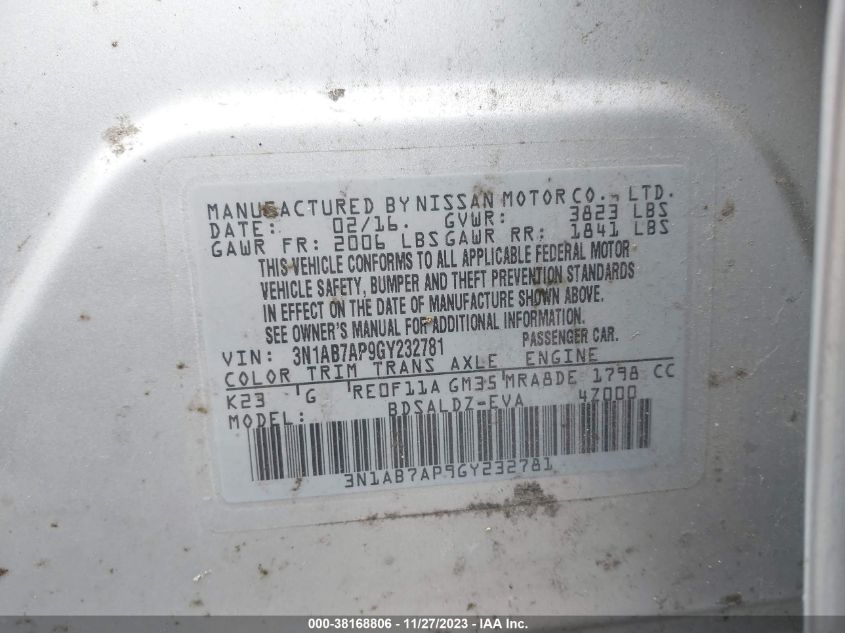 MANUFACTURED BY NISSAN MOTOR CO., LTD.
DATE: 02/16. GVWR: 3823 LBS
GAWR FR: 2006 LBS GAWR RR: 1841 LBS
THIS VEHICLE CONFORMS TO ALL APPLICABLE FEDERAL MOTOR
VEHICLE SAFETY, BUMPER AND THEFT PREVENTION STANDARDS
IN EFFECT ON THE DATE OF MANUFACTURE SHOWN ABOVE.
SEE OWNER'S MANUAL FOR ADDITIONAL INFORMATION.
VIN: 3N1AB7AP9GY232781 PASSENGER CAR.
COLOR TRIM TRANS AXLE ENGINE
K23 G RE0F11A GM35 MRA8DE 1798 CC
MODEL: BDSALDZ-EVA 4Z000
3N1AB7AP9GY232781
000-38168806 - 11/27/2023 - IAA Inc.